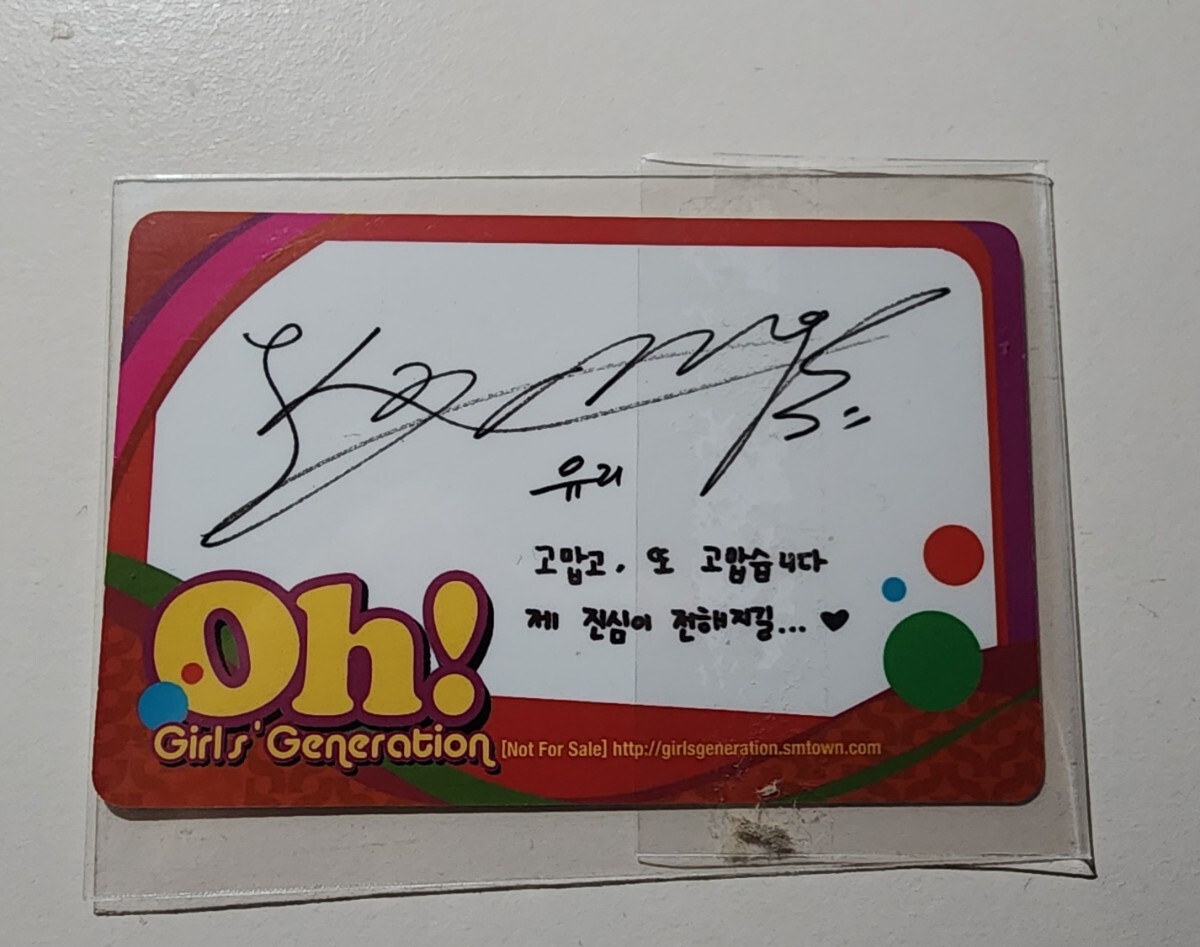 유리
고맙고, 또 고맙습니다
제 진심이 전해지길... ♥
Oh!
Girls' Generation
[Not For Sale] http://girlsgeneration.smtown.com